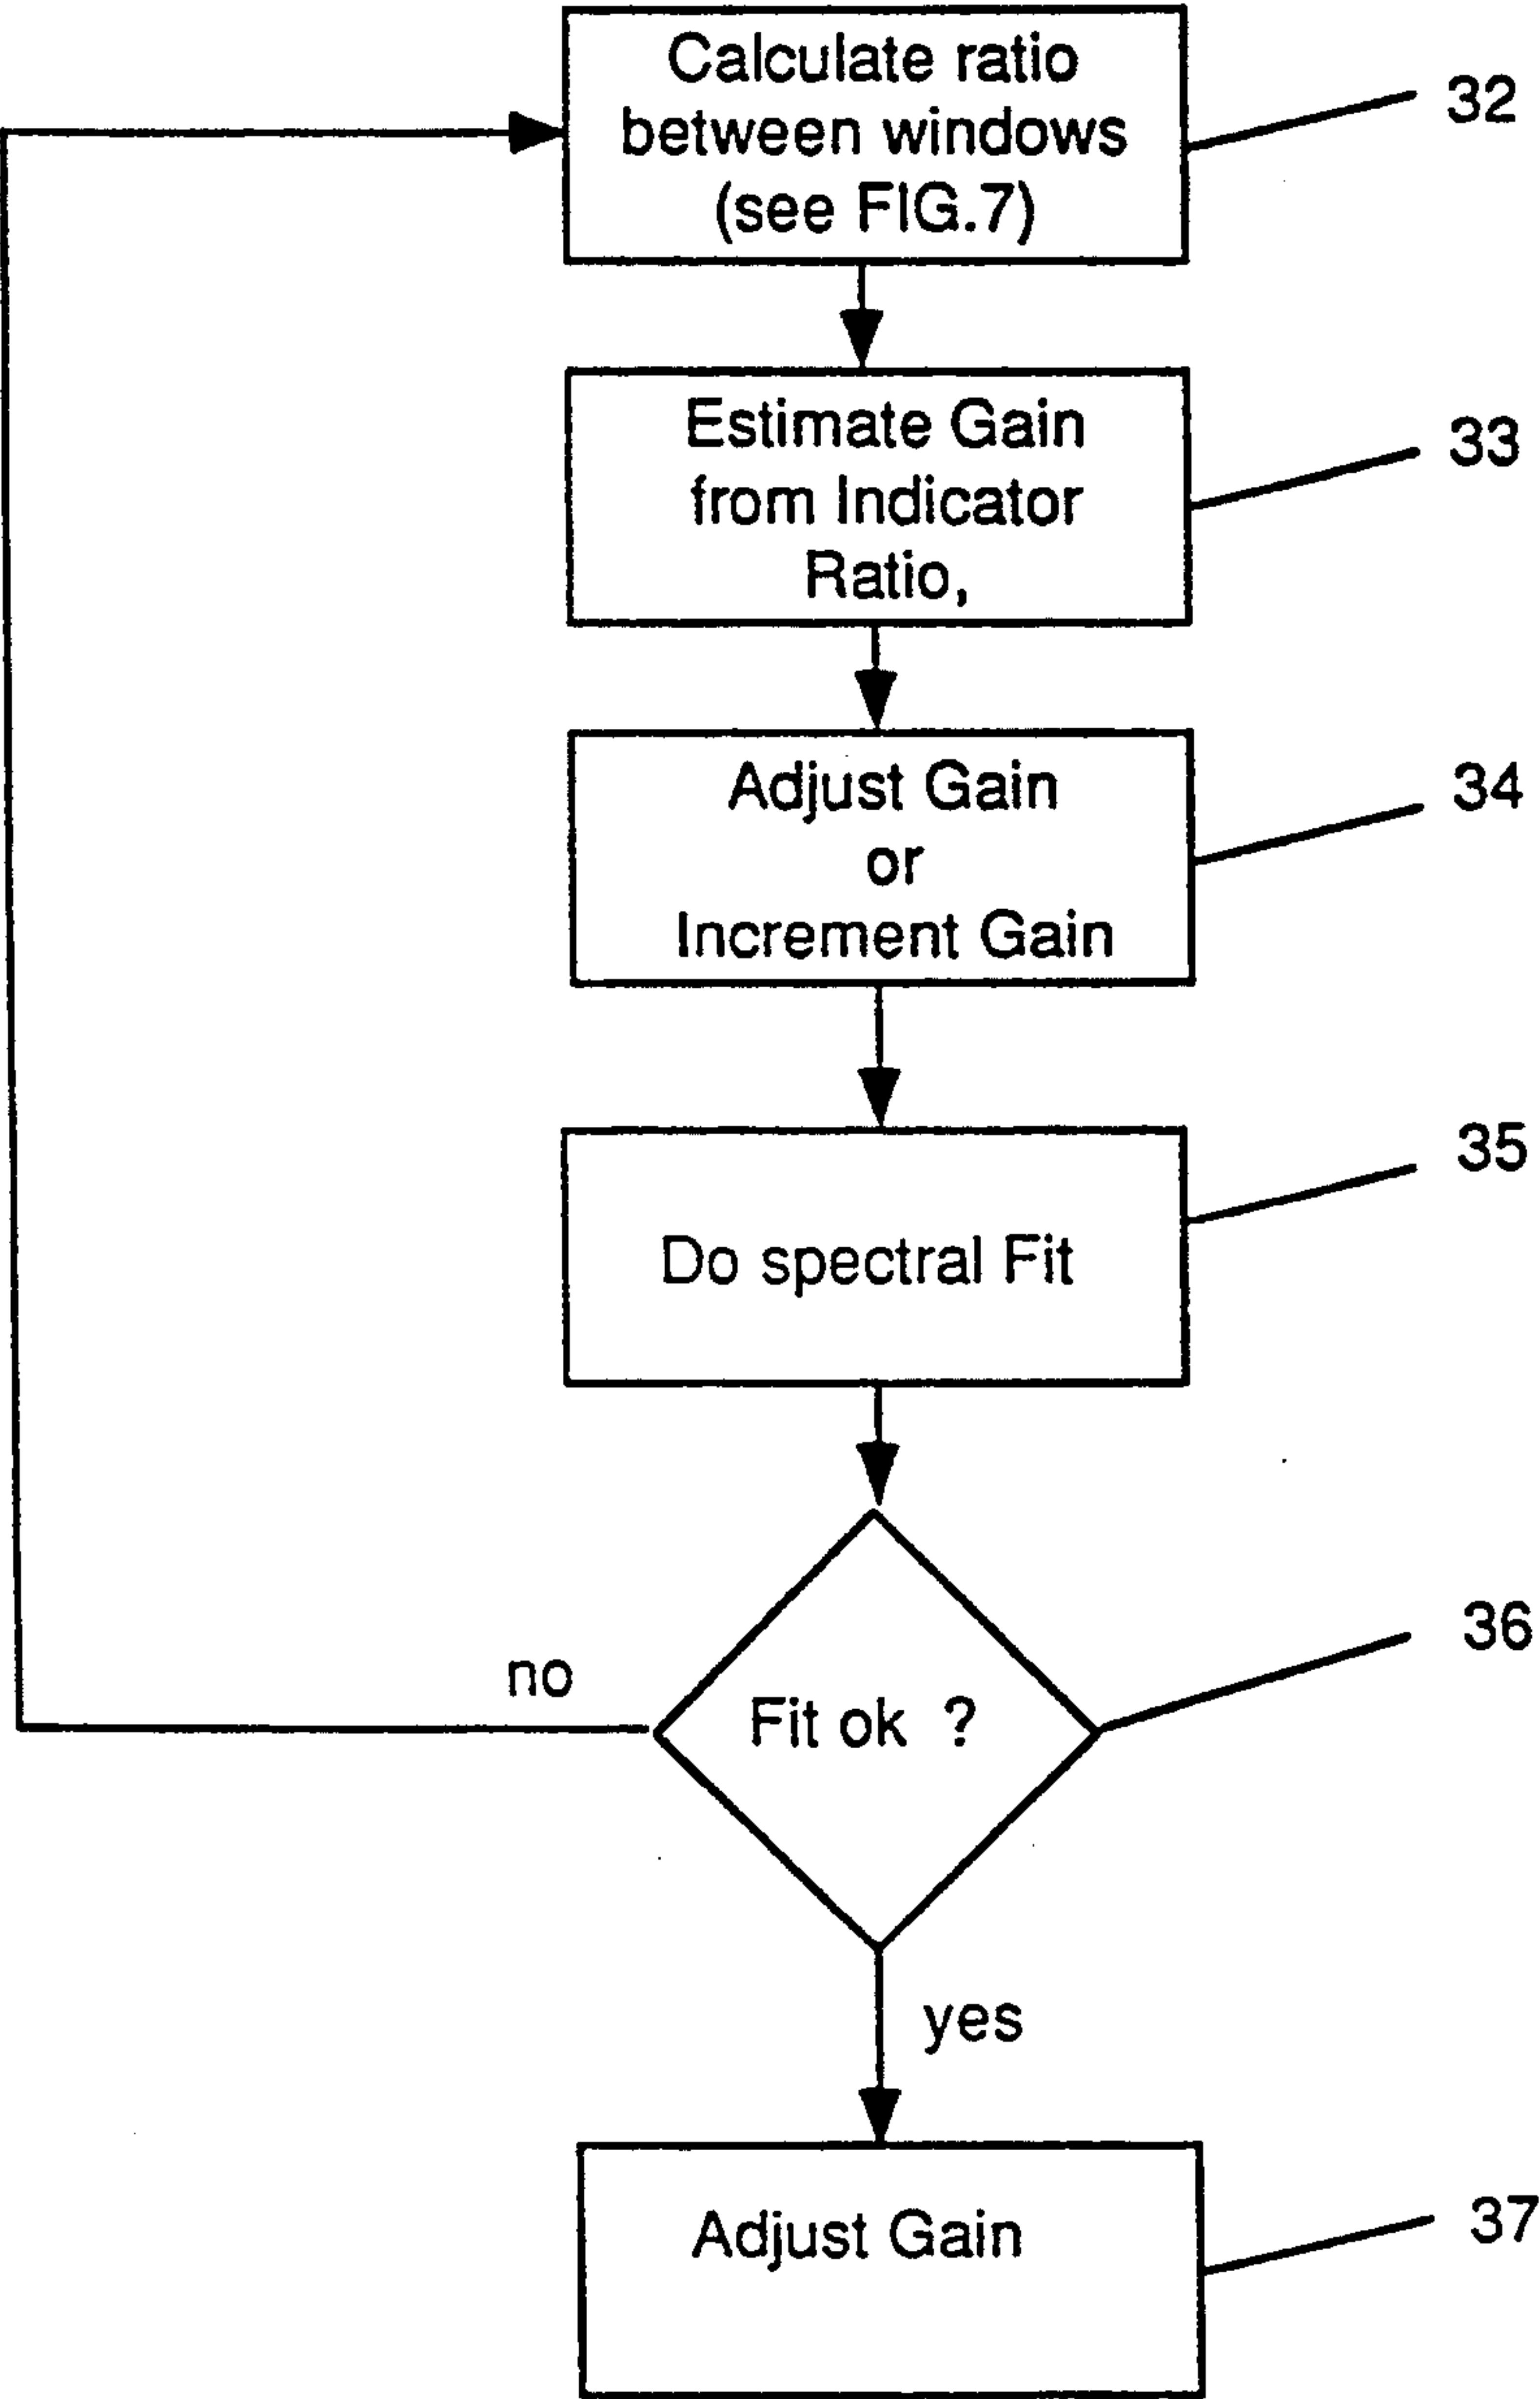 Calculate ratio
between windows
(see FIG.7)
32
Estimate Gain
from Indicator
Ratio,
33
Adjust Gain
or
Increment Gain
34
Do spectral Fit
35
Fit ok ?
36
no
yes
Adjust Gain
37